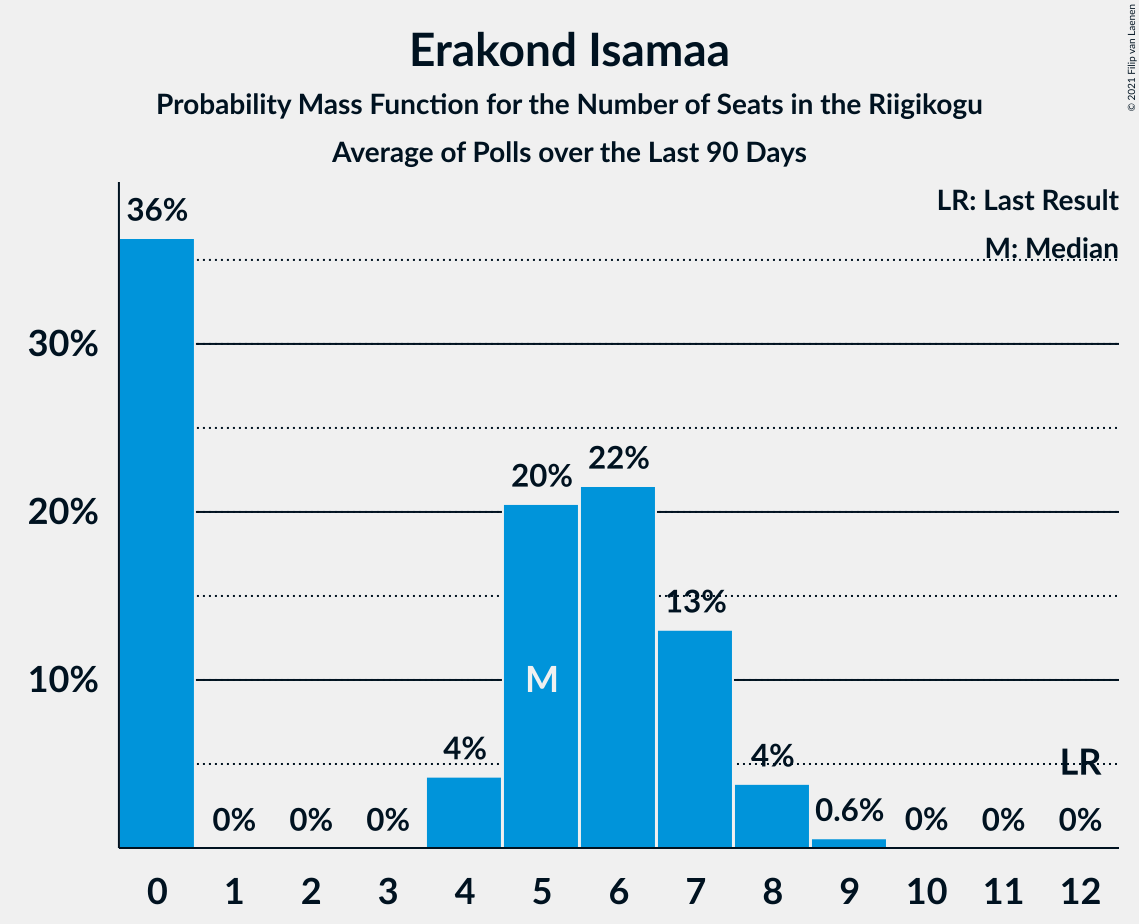 Erakond Isamaa
Probability Mass Function for the Number of Seats in the Riigikogu
Average of Polls over the Last 90 Days
© 2021 Filip van Laenen
LR: Last Result
M: Median
36%
30%
22%
20%
20%
13%
10%
M
4%
4%
LR
0%
0%
0%
0.6%
0%
0%
0%
0 1 2 3 4 5 6 7 8 9 10 11 12